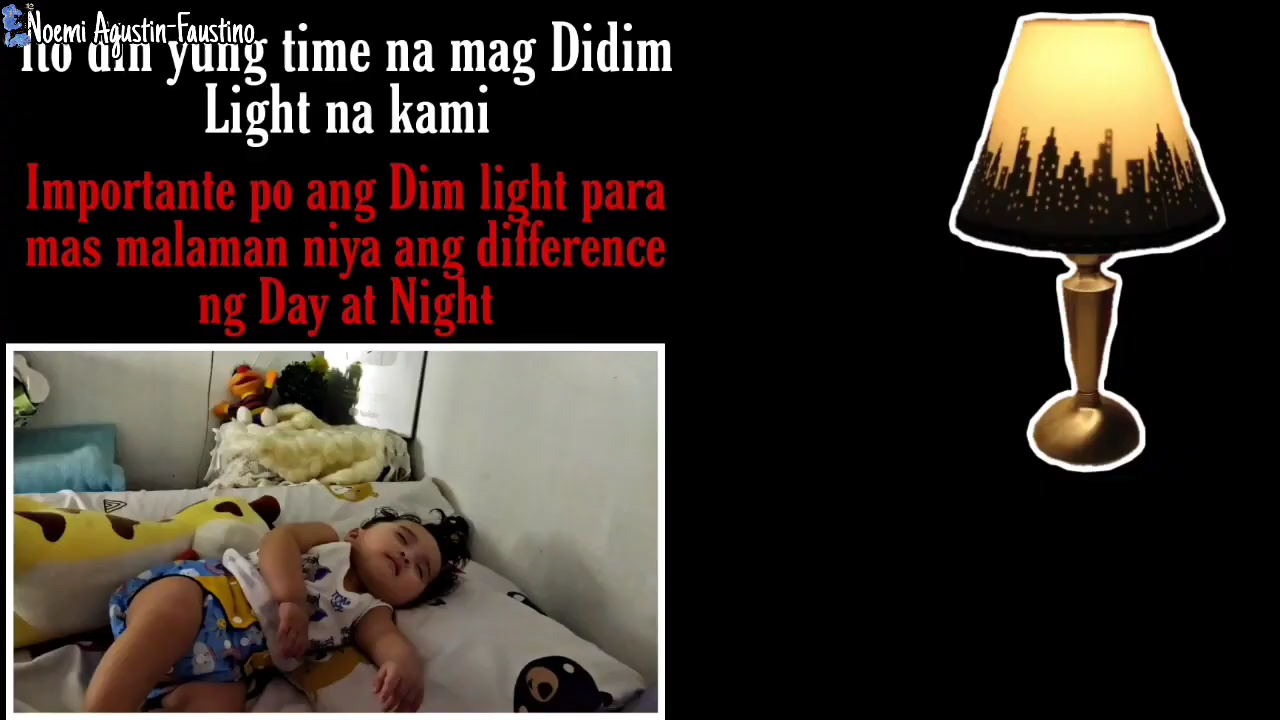 Noemi Agustin-Faustino
Ito din yung time na mag Didim
Light na kami
Importante po ang Dim light para
mas malaman niya ang difference
ng Day at Night